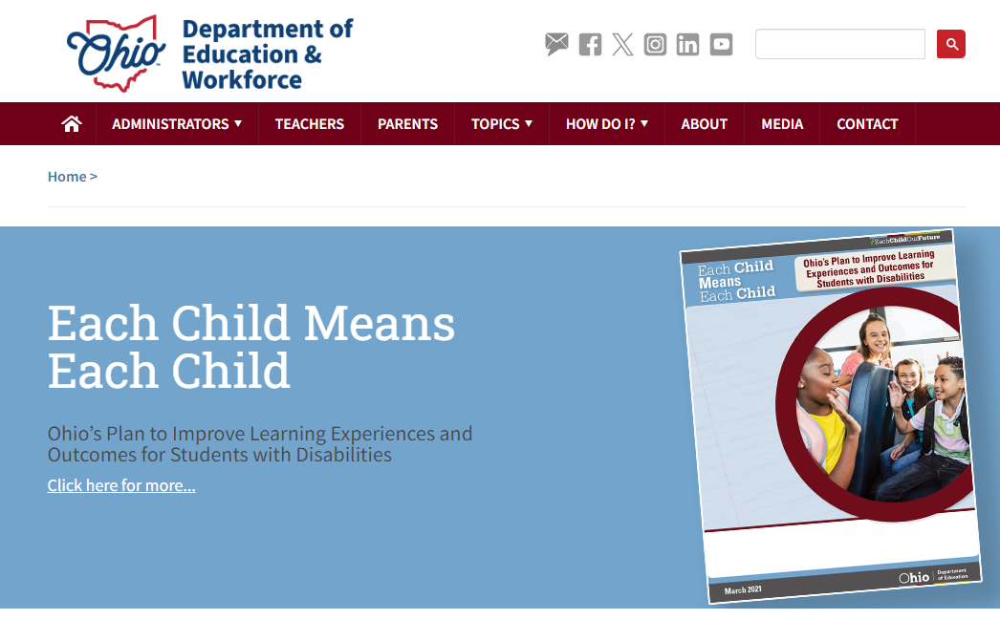 Ohio
Department of
Education &
Workforce
ADMINISTRATORS
TEACHERS
PARENTS
TOPICS
HOW DO I?
ABOUT
MEDIA
CONTACT
Home >
Each Child Means
Each Child
Ohio's Plan to Improve Learning Experiences and
Outcomes for Students with Disabilities
Click here for more...
#EachChildOurFuture
Each Child
Means
Each Child
Ohio's Plan to Improve Learning
Experiences and Outcomes for
Students with Disabilities
March 2021
Ohio
Department
of Education